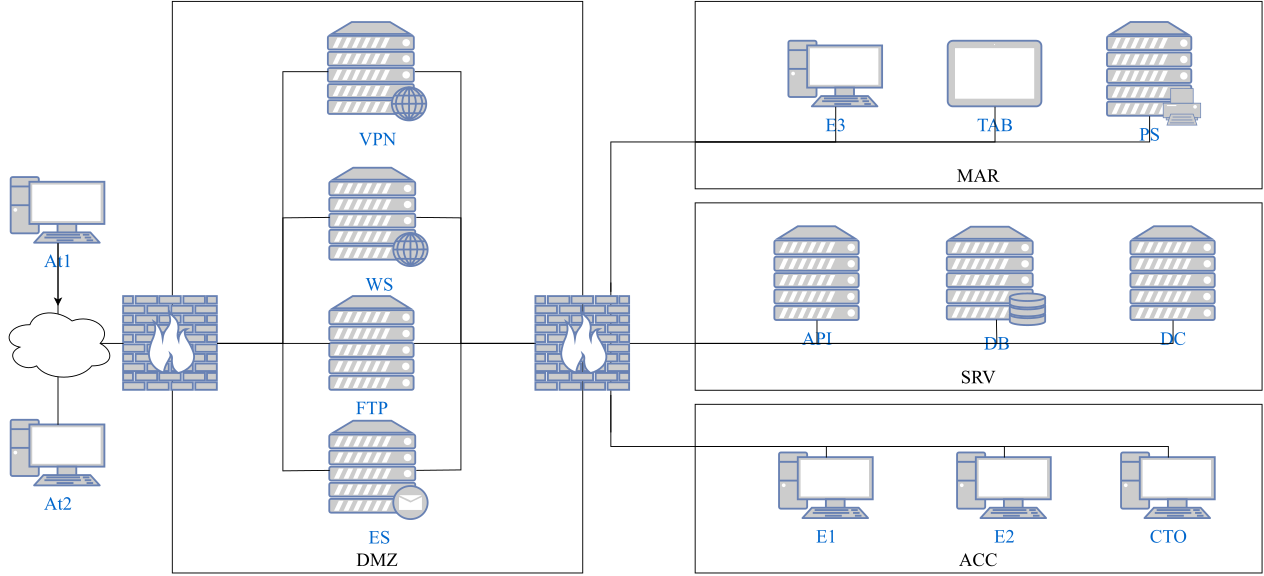 At1
At2
VPN
WS
FTP
ES
DMZ
E3
TAB
PS
MAR
API
DB
DC
SRV
E1
E2
CTO
ACC